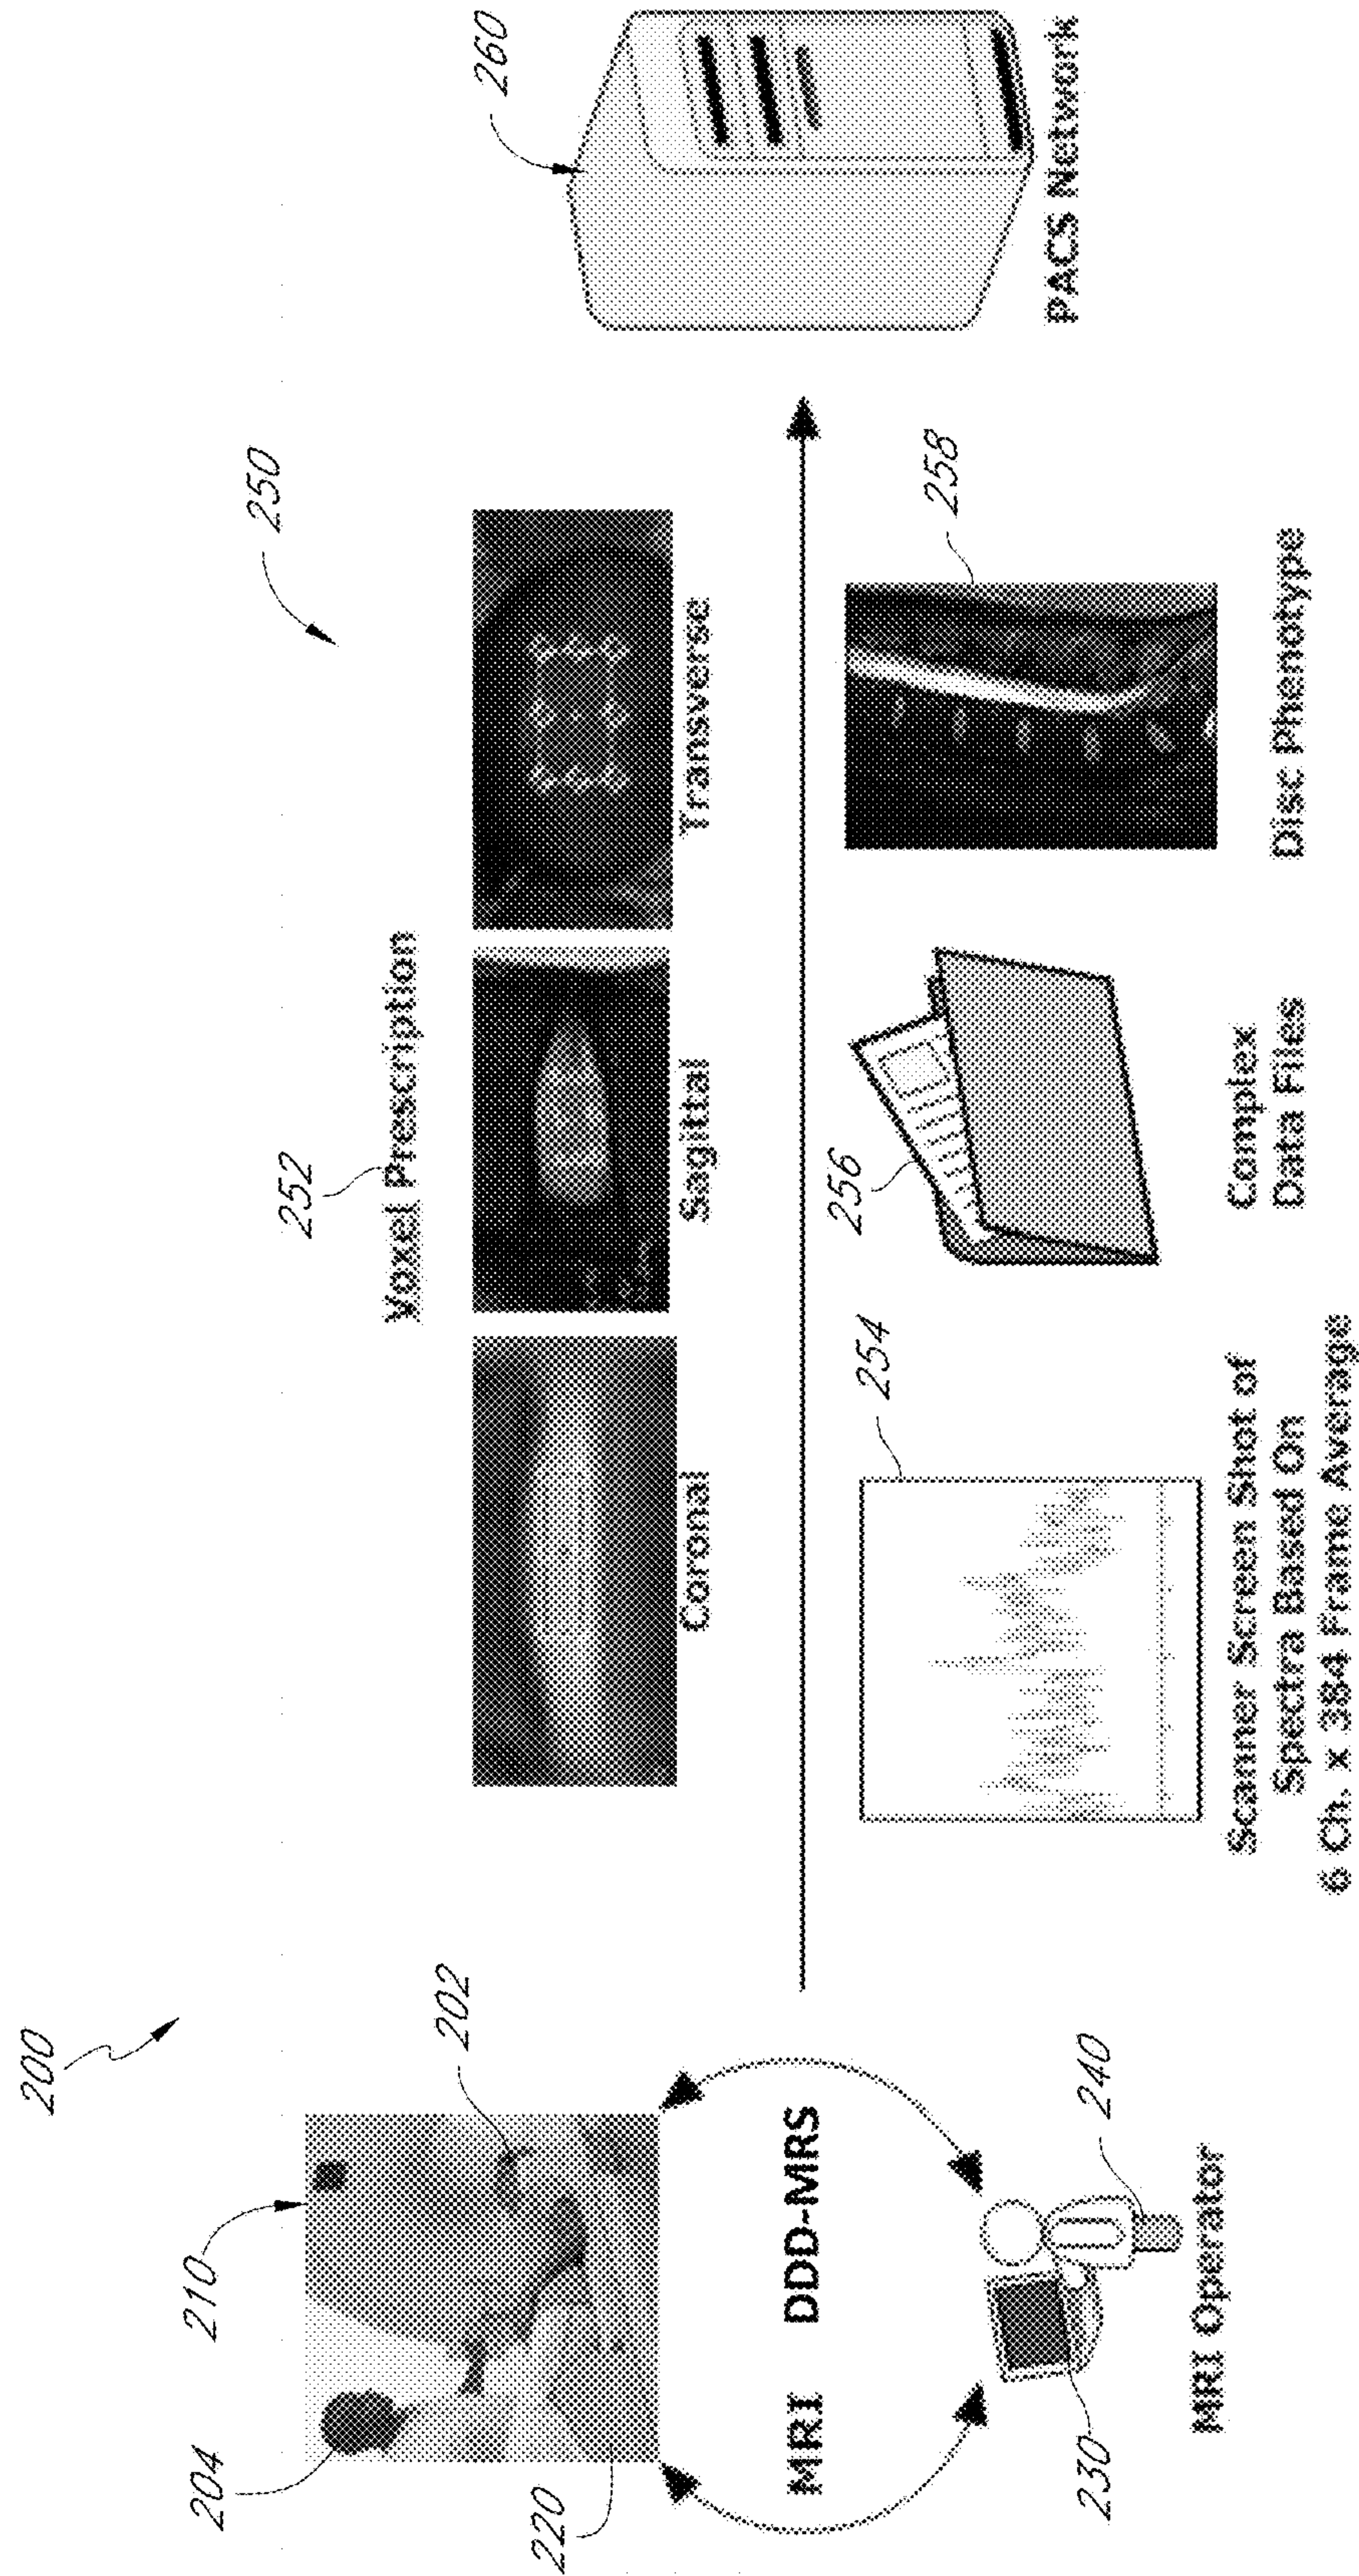 200
210
204
202
220
MRI
DDD-MRS
230
240
MRI Operator
250
252
Voxel Prescription
Coronal
Sagittal
Transverse
254
Scanner Screen Shot of
Spectra Based On
6 Ch. x 384 Frame Average
256
Complex
Data Files
258
Disc Phenotype
260
PACS Network